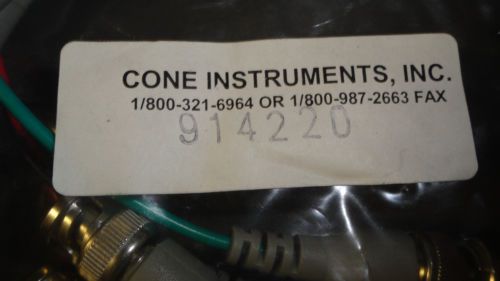 CONE INSTRUMENTS, INC.
1/800-321-6964 OR 1/800-987-2663 FAX
914220